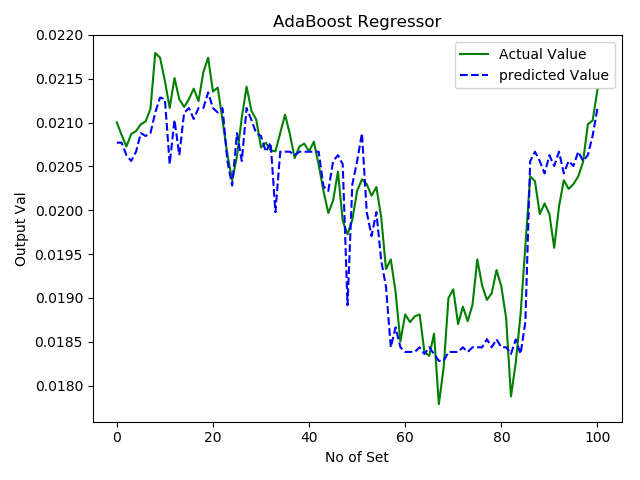 AdaBoost Regressor
Actual Value
predicted Value
Output Val
0.0220
0.0215
0.0210
0.0205
0.0200
0.0195
0.0190
0.0185
0.0180
0 20 40 60 80 100
No of Set